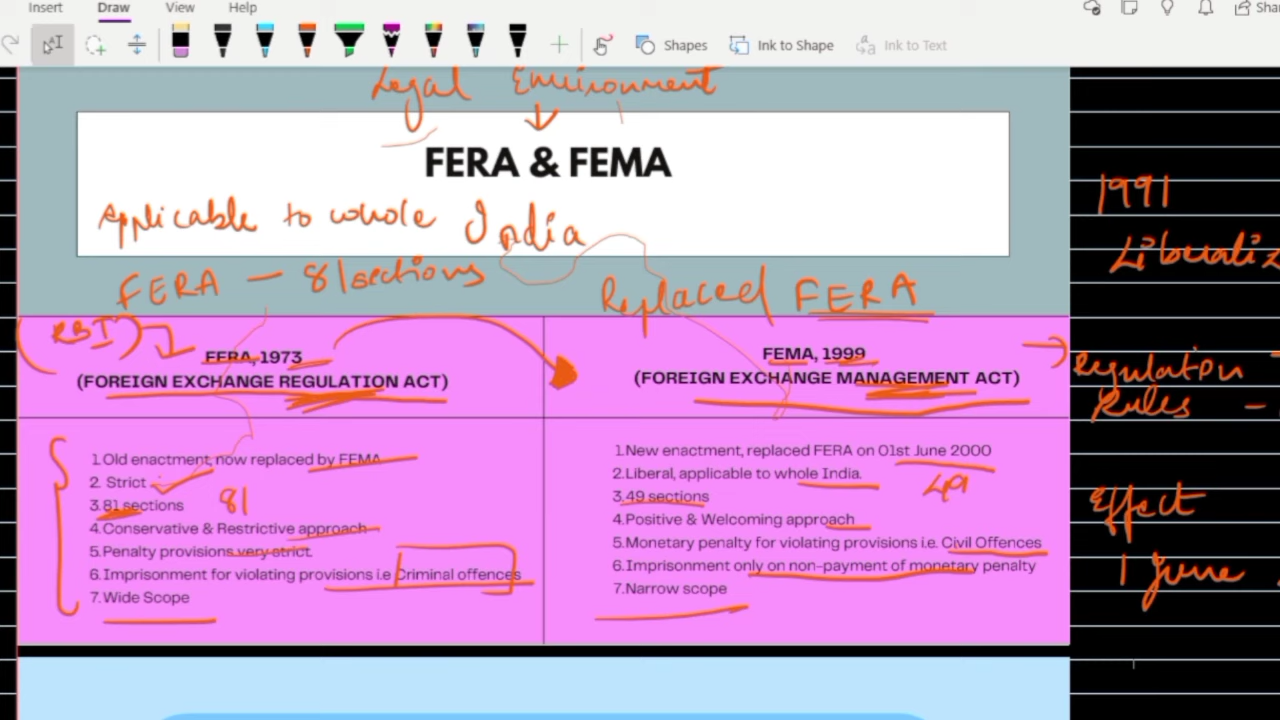 Insert Draw View Help
Shapes Ink to Shape Ink to Text Shar
Legal Environment
FERA & FEMA
Applicable to whole India
FERA — 81 sections
Replaced FERA
(RBI)
FERA, 1973
(FOREIGN EXCHANGE REGULATION ACT)
1.Old enactment, now replaced by FEMA
2. Strict
3.81 sections 81
4.Conservative & Restrictive approach
5.Penalty provisions very strict.
6.Imprisonment for violating provisions i.e Criminal offences
7. Wide Scope
FEMA, 1999
(FOREIGN EXCHANGE MANAGEMENT ACT)
1.New enactment, replaced FERA on 01st June 2000
2.Liberal, applicable to whole India.
3.49 sections 49
4.Positive & Welcoming approach
5.Monetary penalty for violating provisions i.e. Civil Offences
6.Imprisonment only on non-payment of monetary penalty
7.Narrow scope
1991
Liberaliz
Regulation
Rules —
Effect
1 June